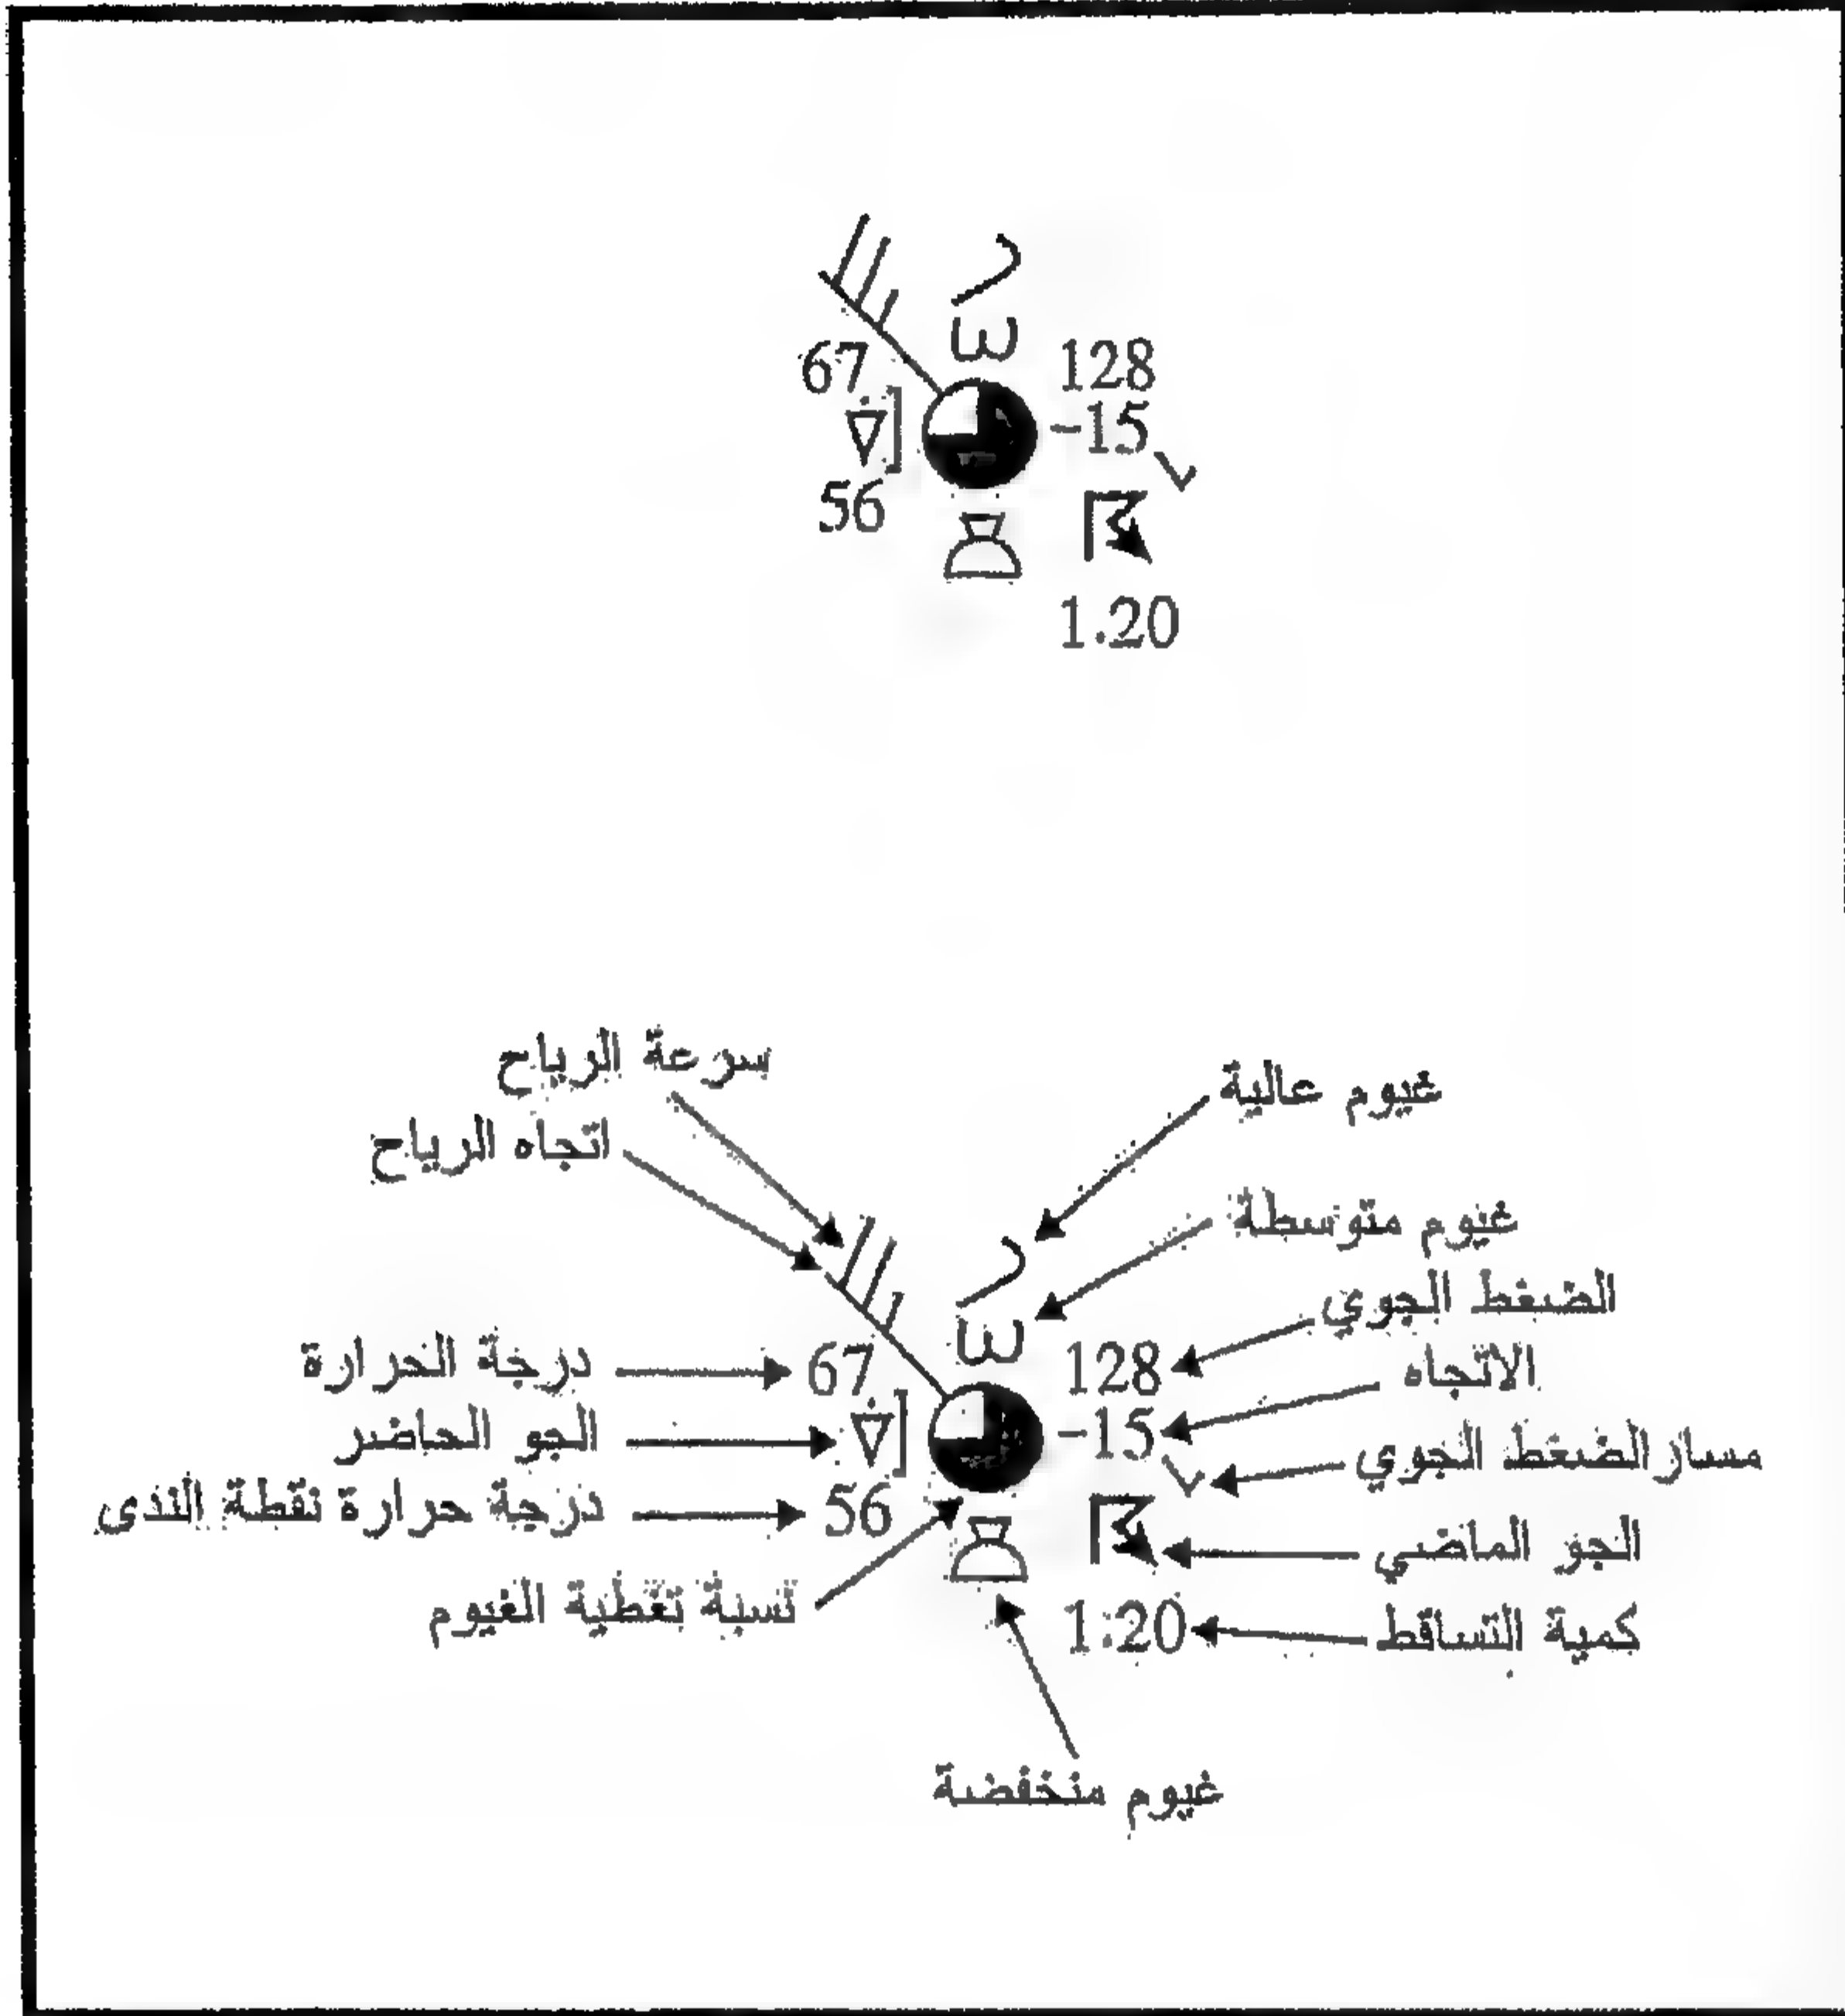 67
128
-15
56
1.20
سرعة الرياح
اتجاه الرياح
غيوم عالية
غيوم متوسطة
الضغط الجوي
الاتجاه
مسار الضغط الجوي
الجو الماضي
كمية التساقط
درجة الحرارة
الجو الحاضر
درجة حرارة نقطة الندى
نسبة تغطية الغيوم
غيوم منخفضة
67
128
-15
56
1.20